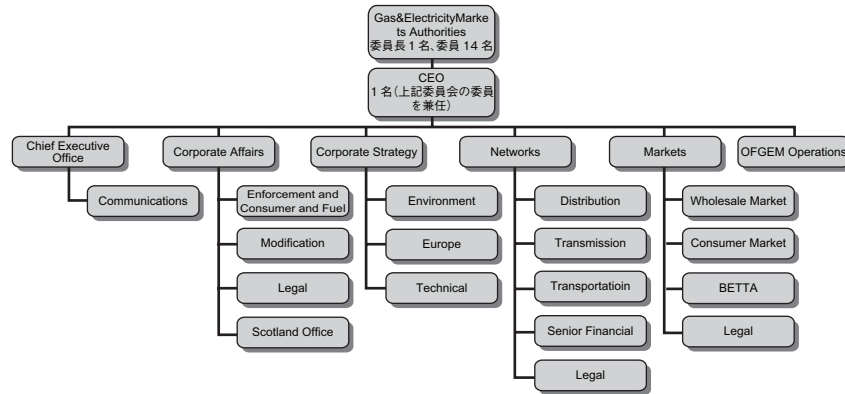 Gas&ElectricityMarke
ts Authorities
委員長1名、委員14名
CEO
1名（上記委員会の委員
を兼任）
Chief Executive
Office
Corporate Affairs
Corporate Strategy
Networks
Markets
OFGEM Operations
Communications
Enforcement and
Consumer and Fuel
Modification
Legal
Scotland Office
Environment
Europe
Technical
Distribution
Transmission
Transportatioin
Senior Financial
Legal
Wholesale Market
Consumer Market
BETTA
Legal